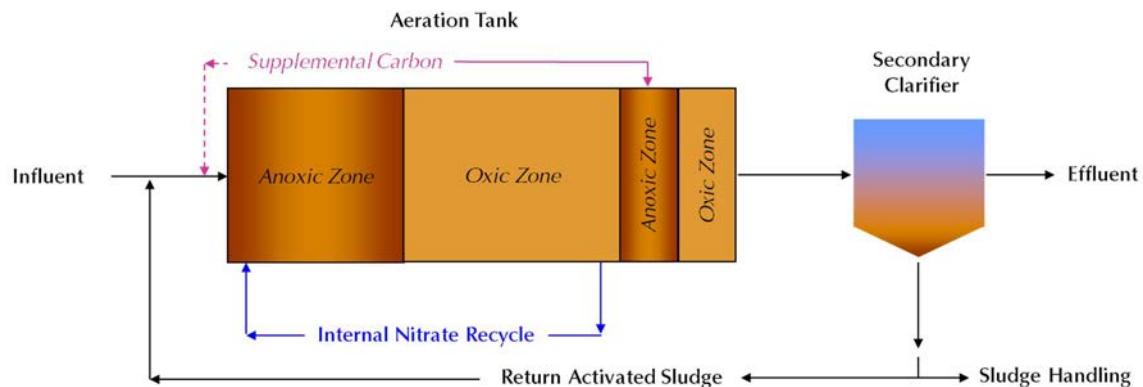 Aeration Tank
Supplemental Carbon
Secondary
Clarifier
Influent
Anoxic Zone
Oxic Zone
Anoxic Zone
Oxic Zone
Effluent
Internal Nitrate Recycle
Return Activated Sludge
Sludge Handling